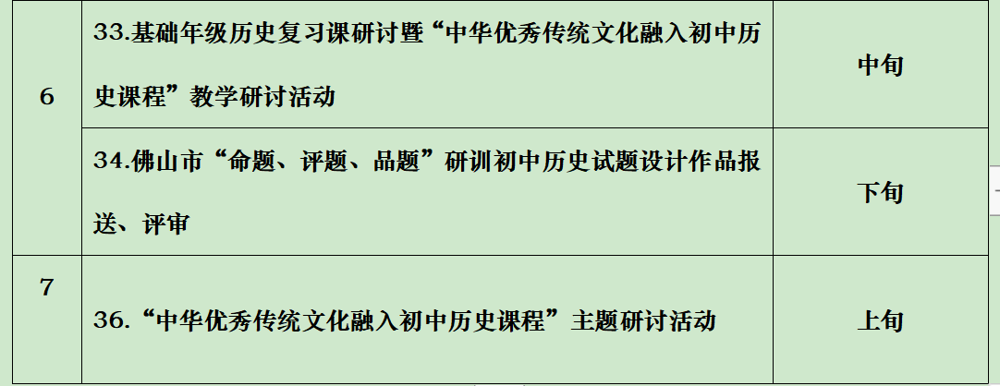 6
33.基础年级历史复习课研讨暨“中华优秀传统文化融入初中历
史课程”教学研讨活动
中旬
34.佛山市“命题、评题、品题”研训初中历史试题设计作品报
送、评审
下旬
7
36.“中华优秀传统文化融入初中历史课程”主题研讨活动
上旬